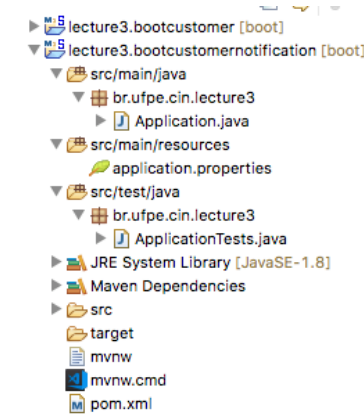 lecture3.bootcustomer [boot]
lecture3.bootcustomernotification [boot]
src/main/java
br.ufpe.cin.lecture3
Application.java
src/main/resources
application.properties
src/test/java
br.ufpe.cin.lecture3
ApplicationTests.java
JRE System Library [JavaSE-1.8]
Maven Dependencies
src
target
mvnw
mvnw.cmd
pom.xml